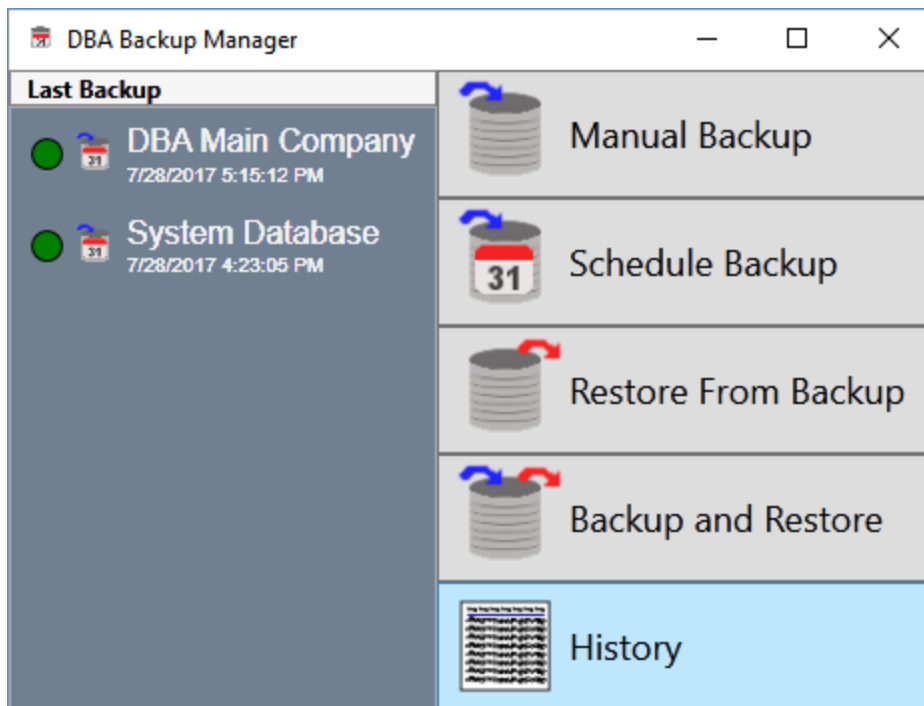 DBA Backup Manager
Last Backup
DBA Main Company
7/28/2017 5:15:12 PM
System Database
7/28/2017 4:23:05 PM
Manual Backup
31
Schedule Backup
Restore From Backup
Backup and Restore
History